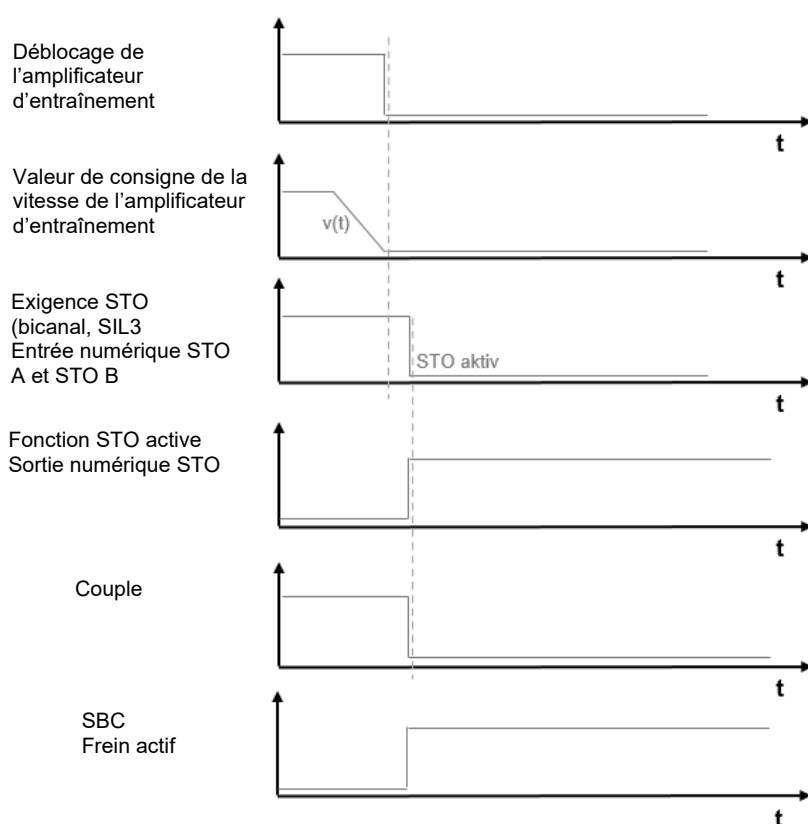 Déblocage de
l’amplificateur
d’entraînement
t
Valeur de consigne de la
vitesse de l’amplificateur
d’entraînement
v(t)
t
Exigence STO
(bicanal, SIL3
Entrée numérique STO
A et STO B
STO aktiv
t
Fonction STO active
Sortie numérique STO
t
Couple
t
SBC
Frein actif
t